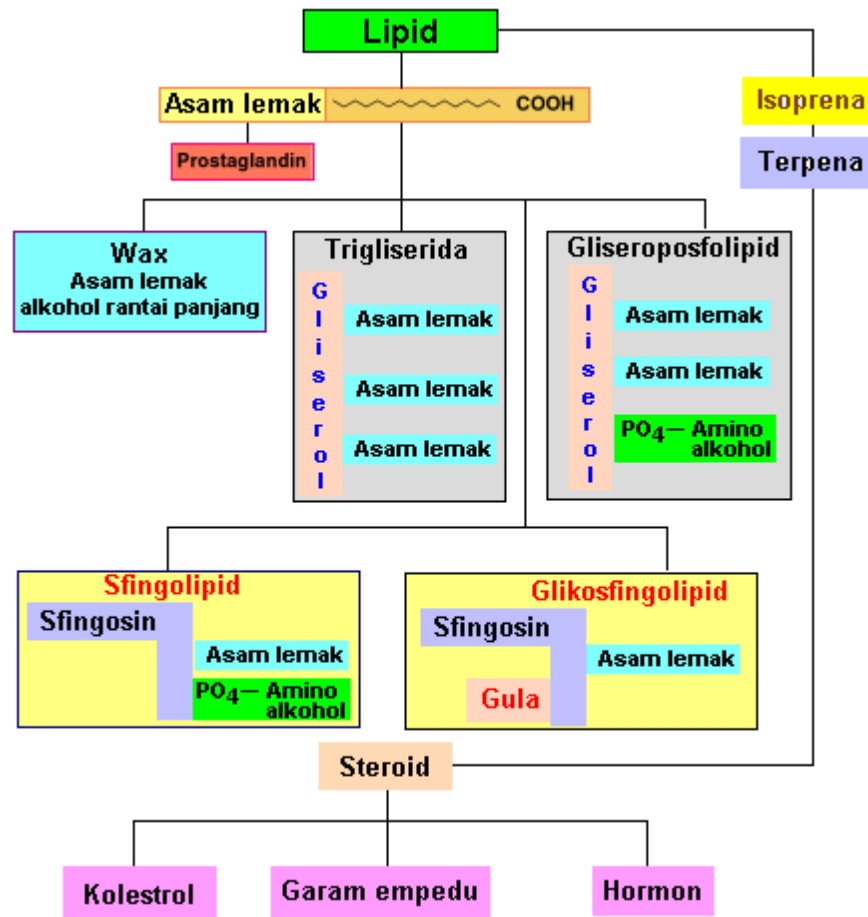 Lipid
Asam lemak
COOH
Isoprena
Prostaglandin
Terpena
Wax
Asam lemak
alkohol rantai panjang
Trigliserida
Gliserol
Asam lemak
Asam lemak
Asam lemak
Gliseroposfolipid
Gliserol
Asam lemak
Asam lemak
PO4— Amino
alkohol
Sfingolipid
Sfingosin
Asam lemak
PO4— Amino
alkohol
Glikosfingolipid
Sfingosin
Asam lemak
Gula
Steroid
Kolestrol
Garam empedu
Hormon